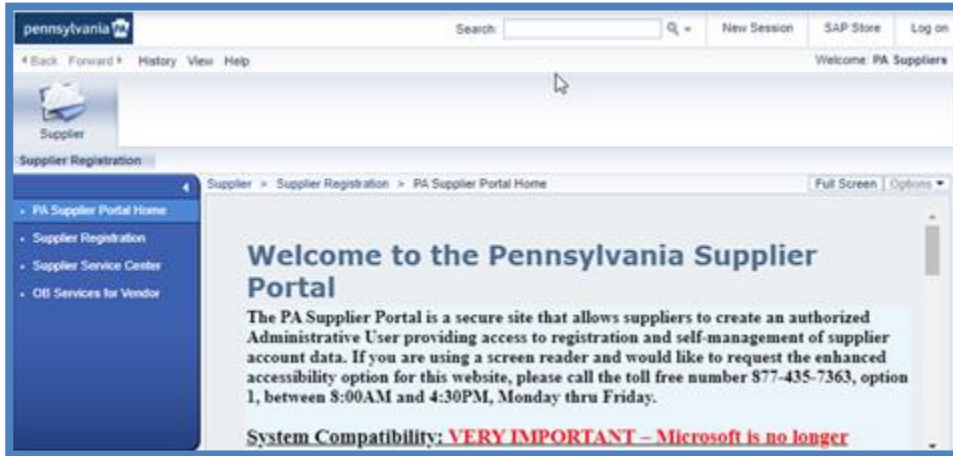 pennsylvania PA
Search: New Session SAP Store Log on
Back Forward History View Help Welcome: PA Suppliers
Supplier
Supplier Registration
Supplier > Supplier Registration > PA Supplier Portal Home Full Screen Options
PA Supplier Portal Home
Supplier Registration
Supplier Service Center
OB Services for Vendor
Welcome to the Pennsylvania Supplier
Portal
The PA Supplier Portal is a secure site that allows suppliers to create an authorized
Administrative User providing access to registration and self-management of supplier
account data. If you are using a screen reader and would like to request the enhanced
accessibility option for this website, please call the toll free number 877-435-7363, option
1, between 8:00AM and 4:30PM, Monday thru Friday.
System Compatibility: VERY IMPORTANT – Microsoft is no longer